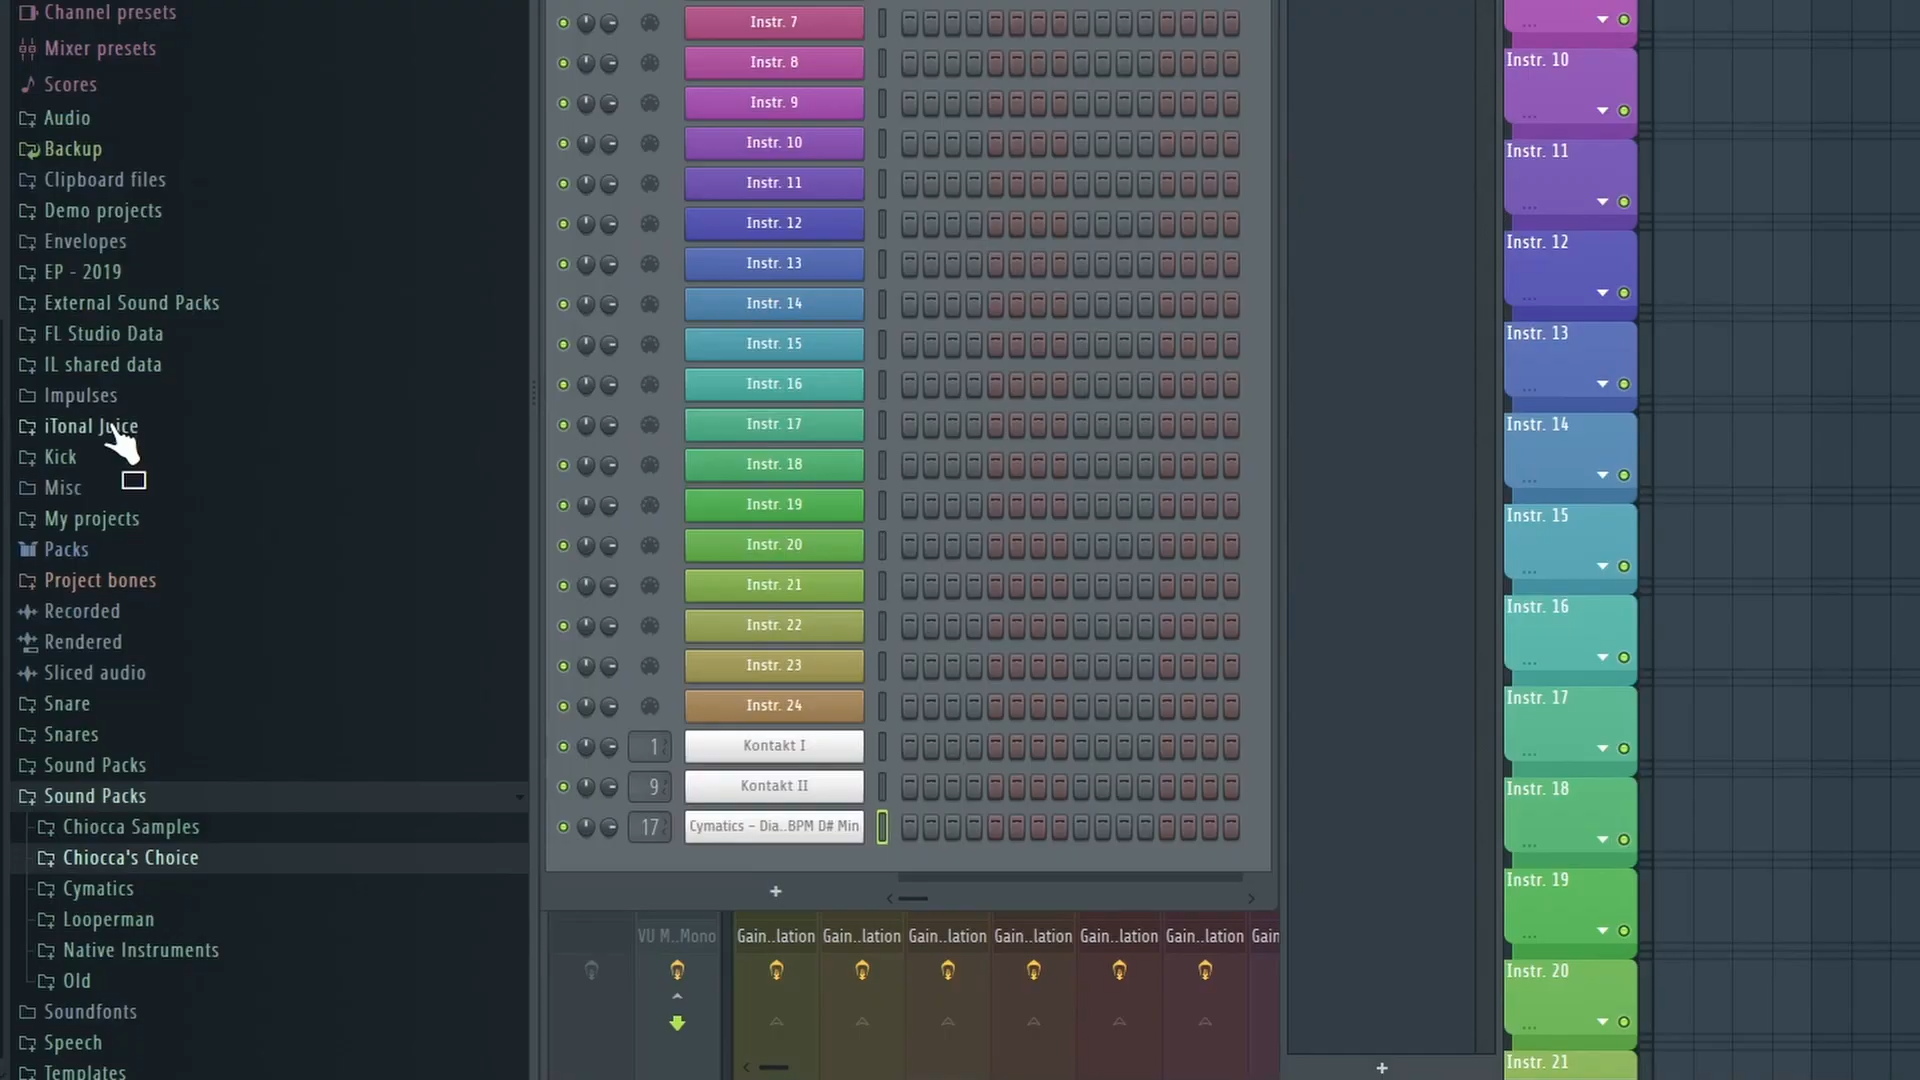 Channel presets
Mixer presets
Scores
Audio
Backup
Clipboard files
Demo projects
Envelopes
EP - 2019
External Sound Packs
FL Studio Data
IL shared data
Impulses
iTonal Juice
Kick
Misc
My projects
Packs
Project bones
Recorded
Rendered
Sliced audio
Snare
Snares
Sound Packs
Sound Packs
Chiocca Samples
Chiocca's Choice
Cymatics
Looperman
Native Instruments
Old
Soundfonts
Speech
Templates
Instr. 7
Instr. 8
Instr. 9
Instr. 10
Instr. 11
Instr. 12
Instr. 13
Instr. 14
Instr. 15
Instr. 16
Instr. 17
Instr. 18
Instr. 19
Instr. 20
Instr. 21
Instr. 22
Instr. 23
Instr. 24
1 Kontakt I
9 Kontakt II
17 Cymatics - Dia..BPM D# Min
+
VU M..Mono Gain..lation Gain..lation Gain..lation Gain..lation Gain..lation Gain..lation Gain
+
Instr. 10
Instr. 11
Instr. 12
Instr. 13
Instr. 14
Instr. 15
Instr. 16
Instr. 17
Instr. 18
Instr. 19
Instr. 20
Instr. 21